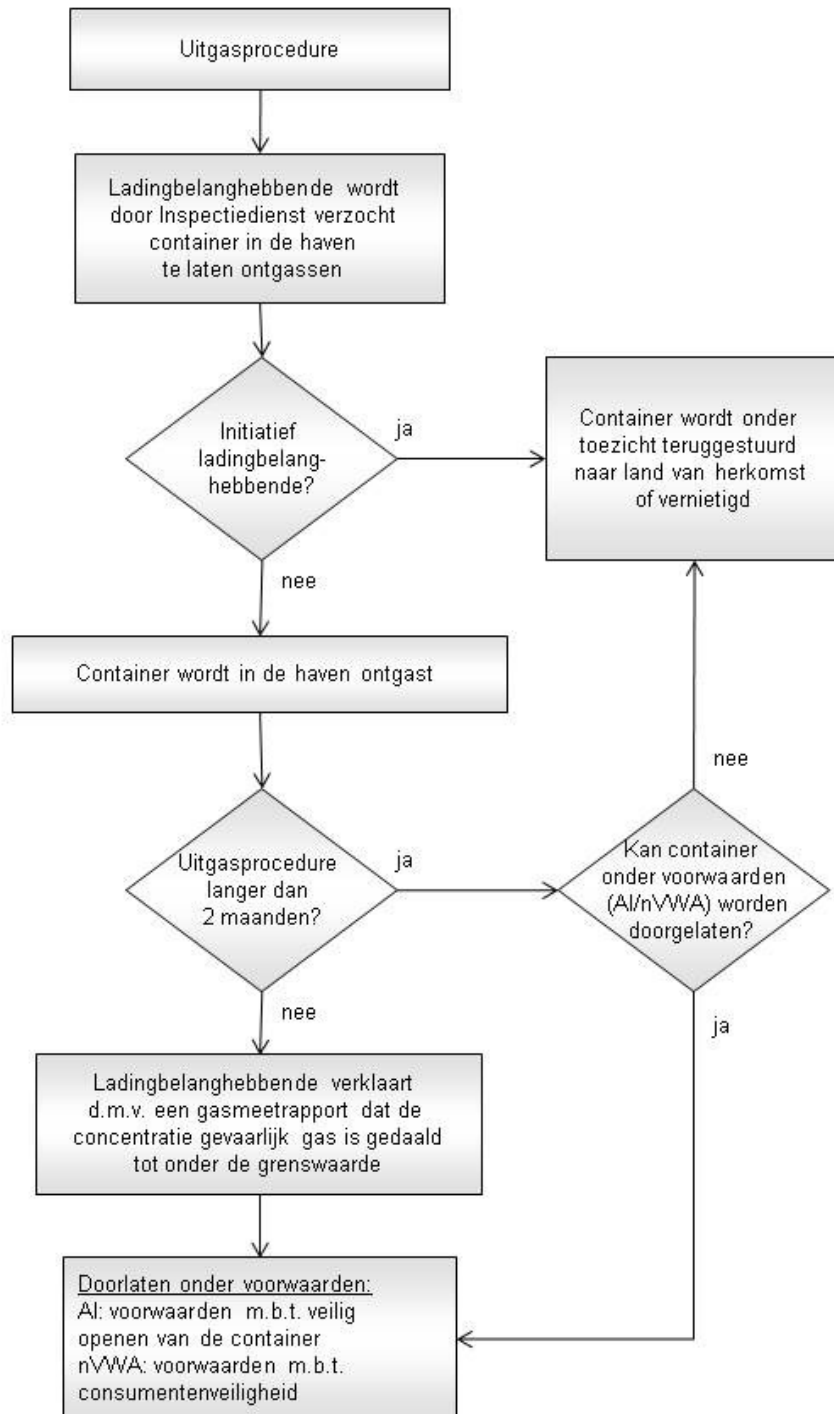 Uitgasprocedure
Ladingbelanghebbende wordt
door Inspectiedienst verzocht
container in de haven
te laten ontgassen
Initiatief
ladingbelang-
hebbende?
ja
Container wordt onder
toezicht teruggestuurd
naar land van herkomst
of vernietigd
nee
Container wordt in de haven ontgast
nee
Uitgasprocedure
langer dan
2 maanden?
ja
Kan container
onder voorwaarden
(AI/nVWA) worden
doorgelaten?
nee
ja
Ladingbelanghebbende verklaart
d.m.v. een gasmeetrapport dat de
concentratie gevaarlijk gas is gedaald
tot onder de grenswaarde
Doorlaten onder voorwaarden:
AI: voorwaarden m.b.t. veilig
openen van de container
nVWA: voorwaarden m.b.t.
consumentenveiligheid